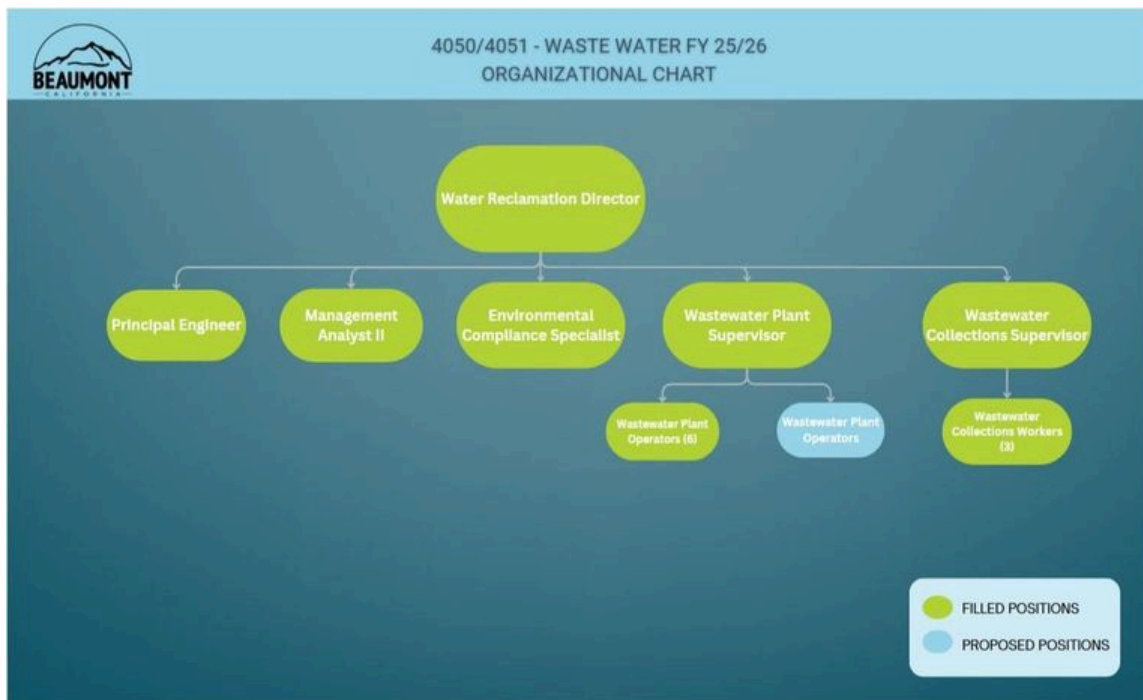 BEAUMONT
CALIFORNIA
4050/4051 - WASTE WATER FY 25/26
ORGANIZATIONAL CHART
Water Reclamation Director
Principal Engineer
Management
Analyst II
Environmental
Compliance Specialist
Wastewater Plant
Supervisor
Wastewater
Collections Supervisor
Wastewater Plant
Operators (6)
Wastewater Plant
Operators
Wastewater
Collections Workers
(3)
FILLED POSITIONS
PROPOSED POSITIONS